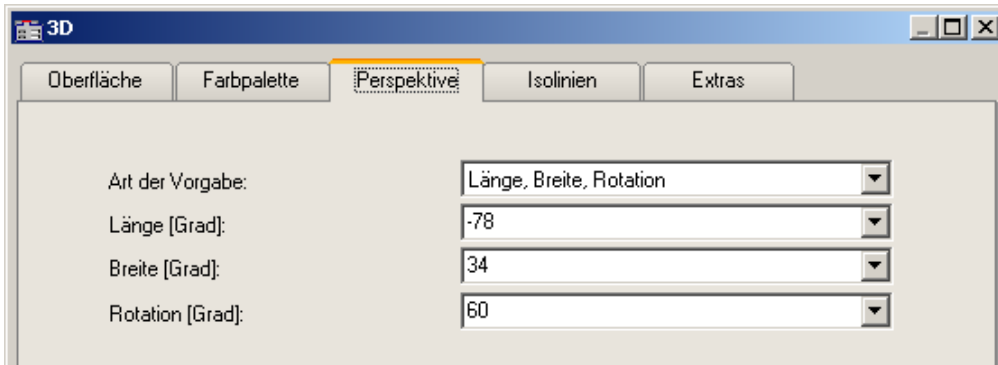 3D
Oberfläche Farbpalette Perspektive Isolinien Extras
Art der Vorgabe: Länge, Breite, Rotation
Länge [Grad]: -78
Breite [Grad]: 34
Rotation [Grad]: 60